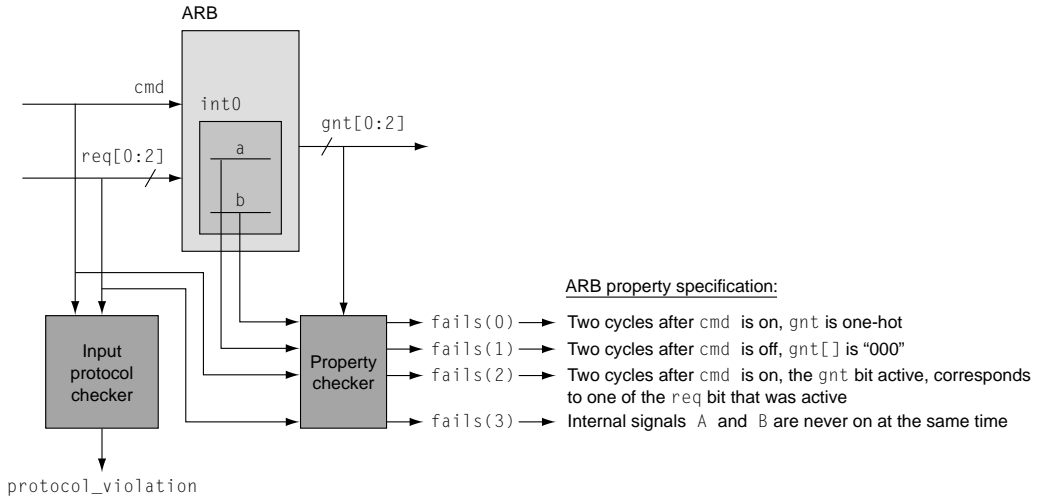 ARB
cmd
int0
gnt[0:2]
a
req[0:2]
b
ARB property specification:
fails(0) Two cycles after cmd is on, gnt is one-hot
fails(1) Two cycles after cmd is off, gnt[] is “000”
fails(2) Two cycles after cmd is on, the gnt bit active, corresponds
to one of the req bit that was active
fails(3) Internal signals A and B are never on at the same time
Input
protocol
checker
Property
checker
protocol_violation